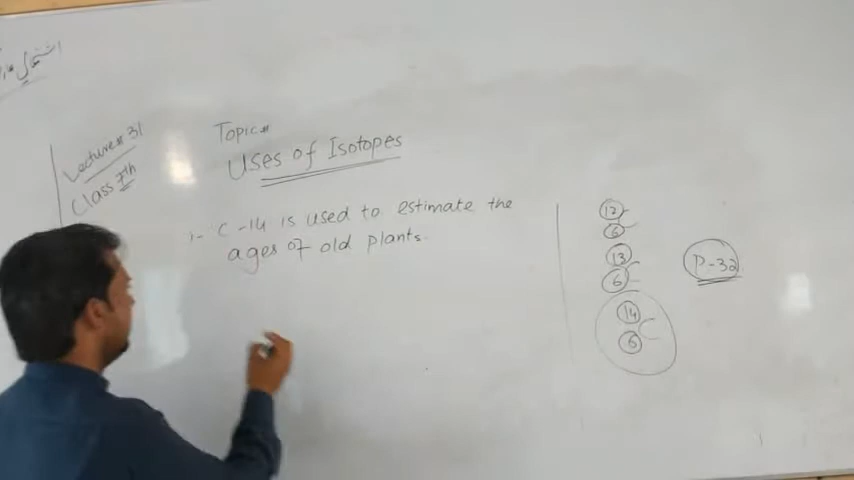 Lecture# 31
Class 7th
Topic#
Uses of Isotopes
1- C-14 is used to estimate the
ages of old plants.
12
6 C
13
6 C
14
6 C
P-32